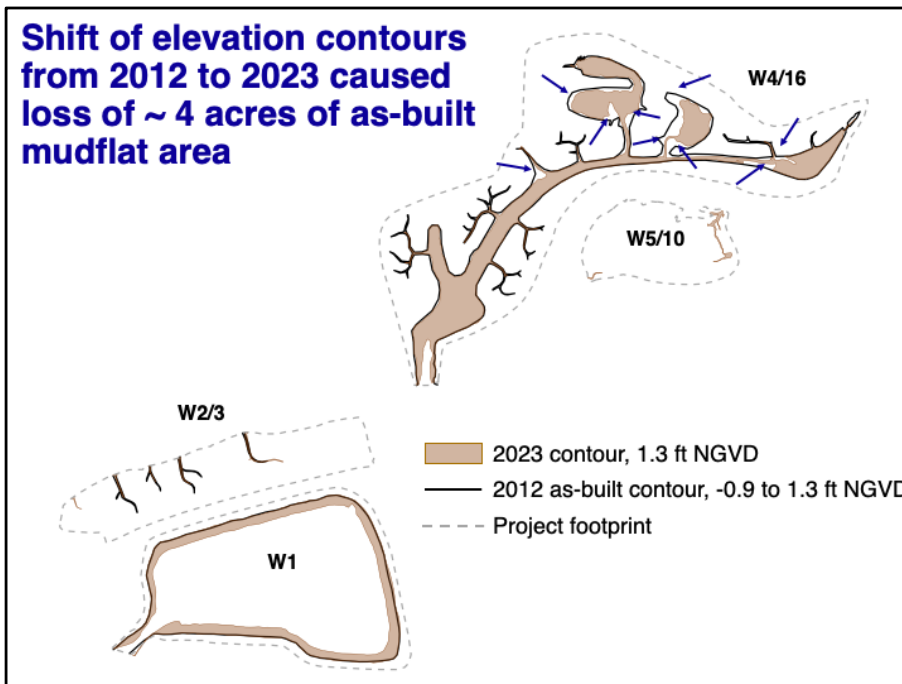 Shift of elevation contours
from 2012 to 2023 caused
loss of ~ 4 acres of as-built
mudflat area
W4/16
W5/10
W2/3
W1
2023 contour, 1.3 ft NGVD
2012 as-built contour, -0.9 to 1.3 ft NGVD
Project footprint